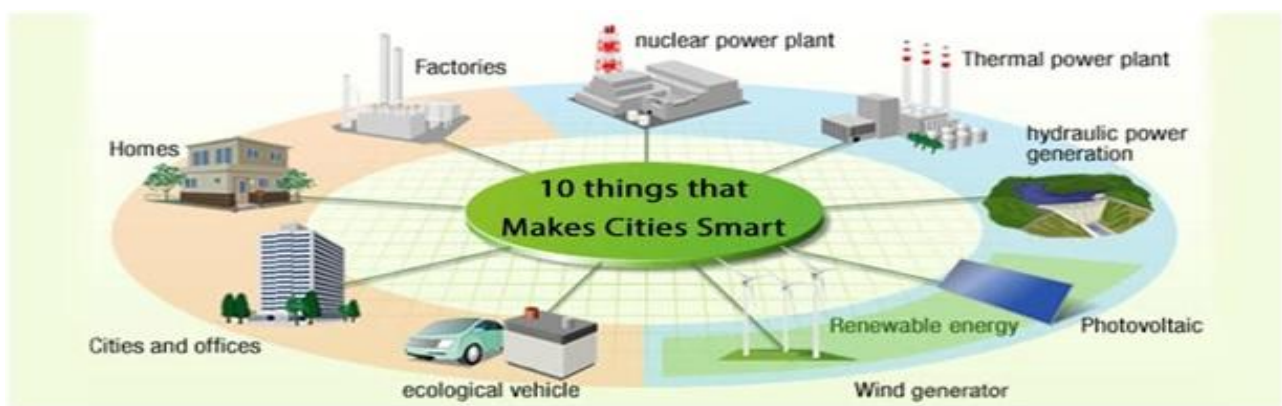 nuclear power plant
Factories
Thermal power plant
hydraulic power
generation
Homes
10 things that
Makes Cities Smart
Renewable energy
Photovoltaic
Cities and offices
ecological vehicle
Wind generator